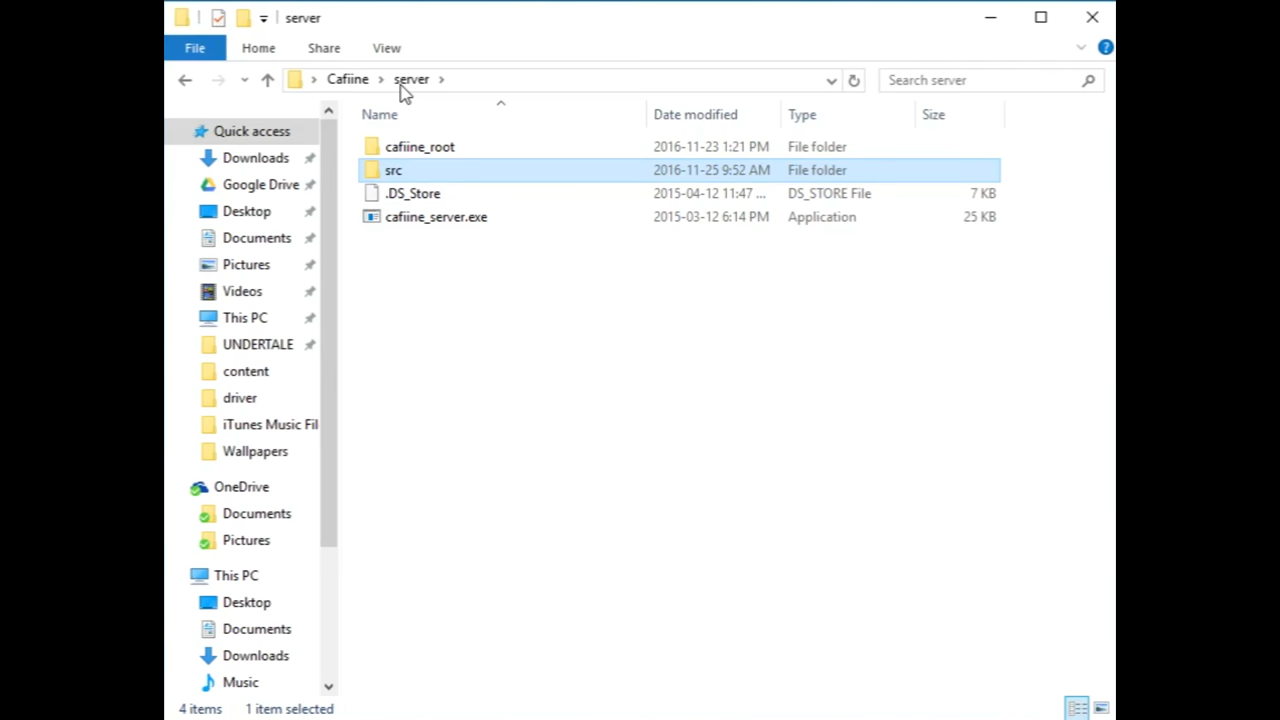 server
File Home Share View
Cafiine server Search server
Name Date modified Type Size
cafiine_root 2016-11-23 1:21 PM File folder
src 2016-11-25 9:52 AM File folder
.DS_Store 2015-04-12 11:47 ... DS_STORE File 7 KB
cafiine_server.exe 2015-03-12 6:14 PM Application 25 KB
Quick access
Downloads
Google Drive
Desktop
Documents
Pictures
Videos
This PC
UNDERTALE
content
driver
iTunes Music Fil
Wallpapers
OneDrive
Documents
Pictures
This PC
Desktop
Documents
Downloads
Music
4 items 1 item selected